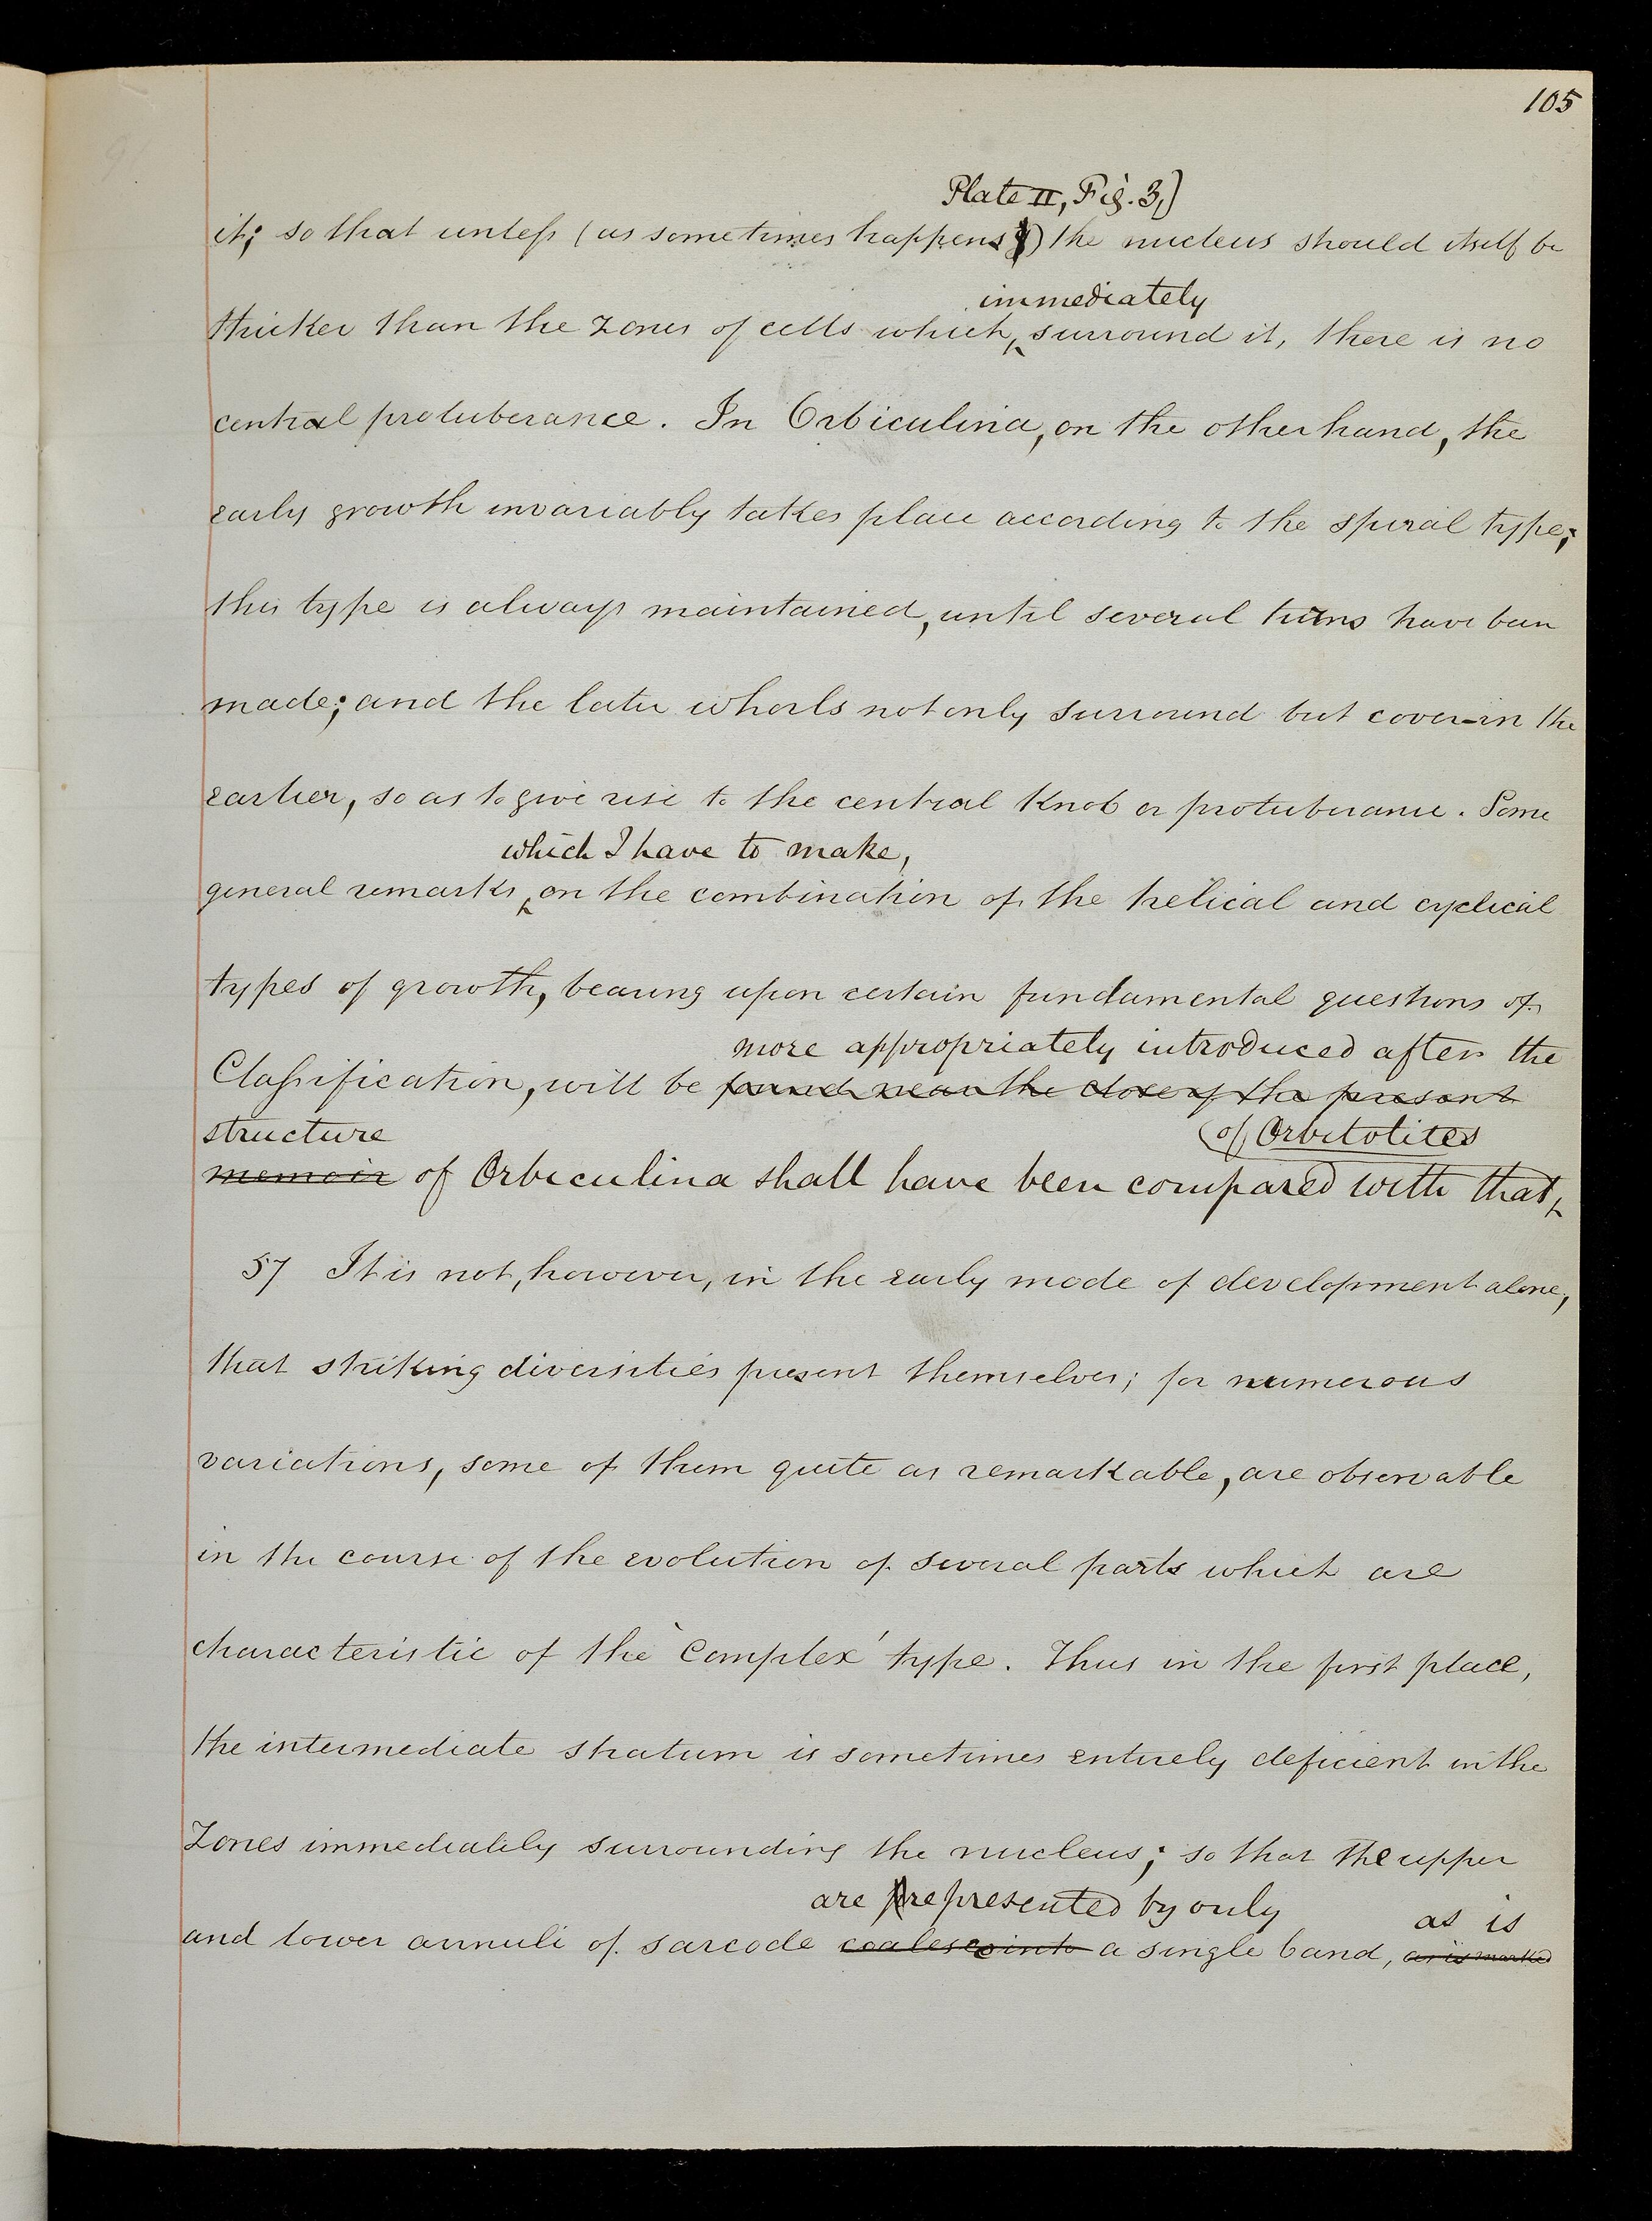 105
Plate II, Fig. 3,)
it; so that unless (as sometimes happens) the nucleus should itself be
immediately
thicker than the zones of cells which surround it, there is no
central protuberance. In Orbiculina, on the other hand, the
early growth invariably takes place according to the spiral type;
this type is always maintained, until several turns have been
made; and the later whorls not only surround but cover-in the
earlier, so as to give rise to the central knob or protuberance. Some
which I have to make,
general remarks, on the combination of the helical and cyclical
types of growth, bearing upon certain fundamental questions of
more appropriately introduced after the
Classification, will be found near the close of the present
structure (of Orbitolites
memoir of Orbiculina shall have been compared with that
57 It is not, however, in the early mode of development alone,
that striking diversities present themselves; for numerous
variations, some of them quite as remarkable, are observable
in the course of the evolution of several parts which are
characteristic of the 'complex' type. Thus in the first place,
the intermediate stratum is sometimes entirely deficient in the
Zones immediately surrounding the nucleus; so that the upper
are represented by only as is
and lower annuli of sarcode coalesce into a single band, as is marked